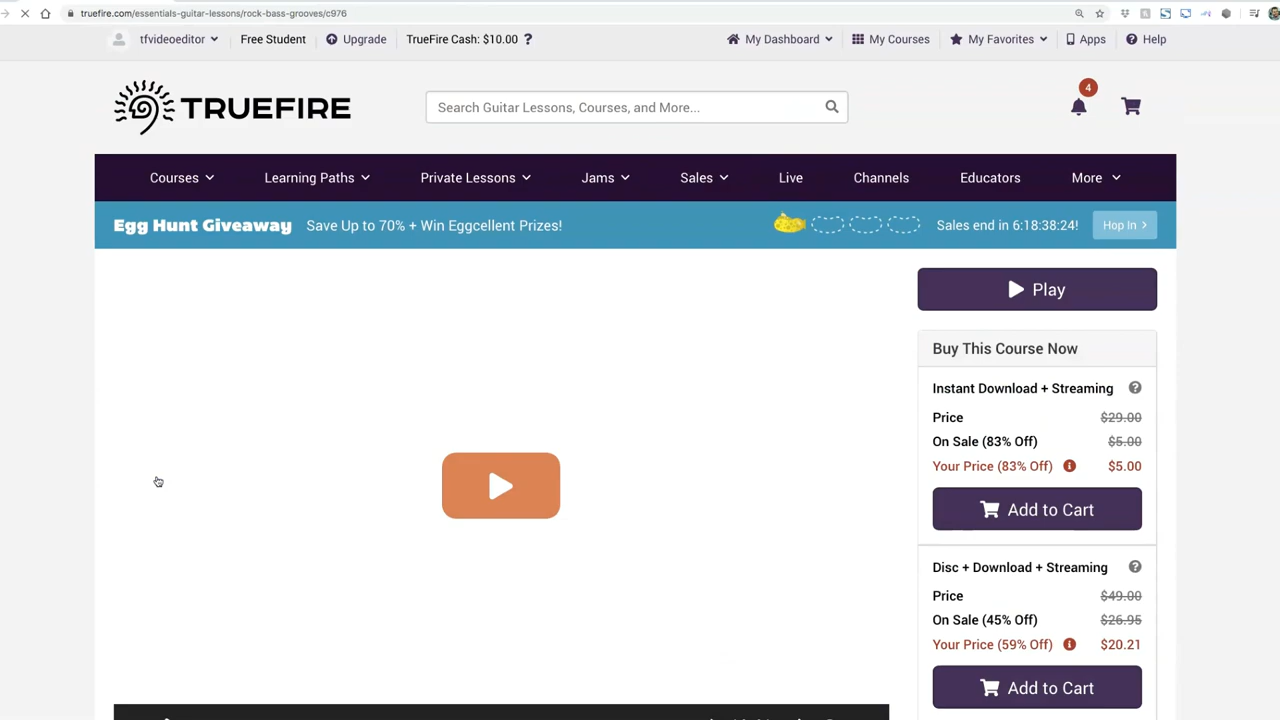 truefire.com/essentials-guitar-lessons/rock-bass-grooves/c976
tfvideoeditor Free Student Upgrade TrueFire Cash: $10.00 ? My Dashboard My Courses My Favorites Apps Help
TRUEFIRE Search Guitar Lessons, Courses, and More... 4
Courses Learning Paths Private Lessons Jams Sales Live Channels Educators More
Egg Hunt Giveaway Save Up to 70% + Win Eggcellent Prizes! Sales end in 6:18:38:24! Hop In
Play
Buy This Course Now
Instant Download + Streaming
Price $29.00
On Sale (83% Off) $5.00
Your Price (83% Off) $5.00
Add to Cart
Disc + Download + Streaming
Price $49.00
On Sale (45% Off) $26.95
Your Price (59% Off) $20.21
Add to Cart